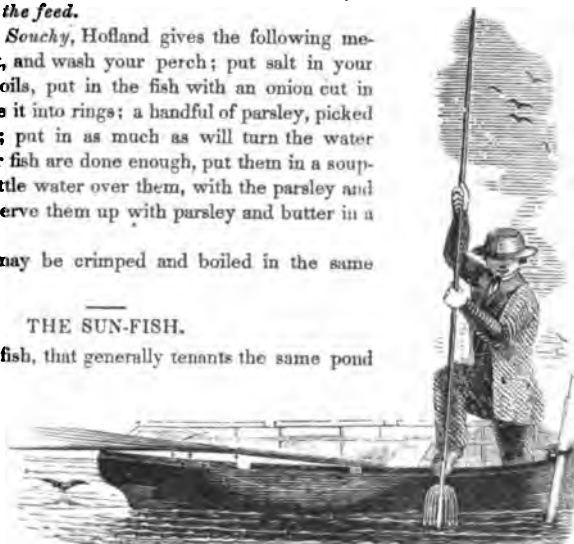 the feed.
Souchy, Hofland gives the following me-
, and wash your perch; put salt in your
oils, put in the fish with an onion cut in
e it into rings; a handful of parsley, picked
; put in as much as will turn the water
r fish are done enough, put them in a soup-
ttle water over them, with the parsley and
erve them up with parsley and butter in a
may be crimped and boiled in the same
THE SUN-FISH.
fish, that generally tenants the same pond